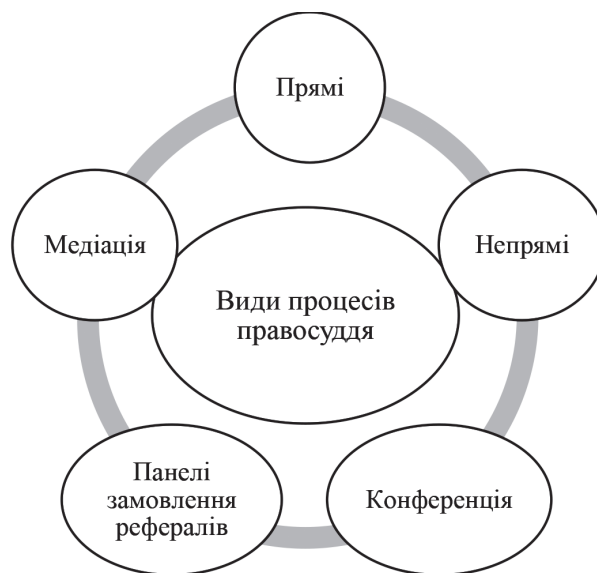 Прямі
Медіація
Непрямі
Види процесів
правосуддя
Панелі
замовлення
рефералів
Конференція